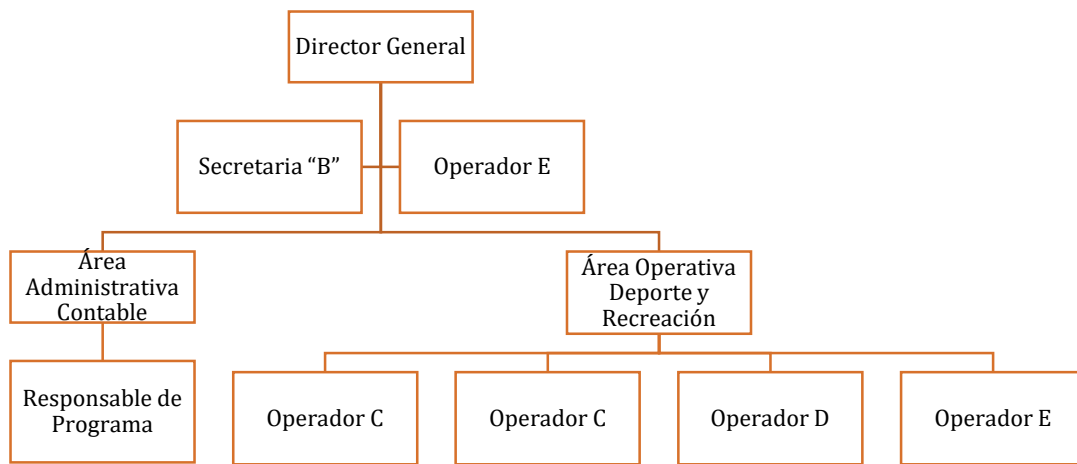 Director General
Secretaria “B”
Operador E
Área
Administrativa
Contable
Área Operativa
Deporte y
Recreación
Responsable de
Programa
Operador C
Operador C
Operador D
Operador E